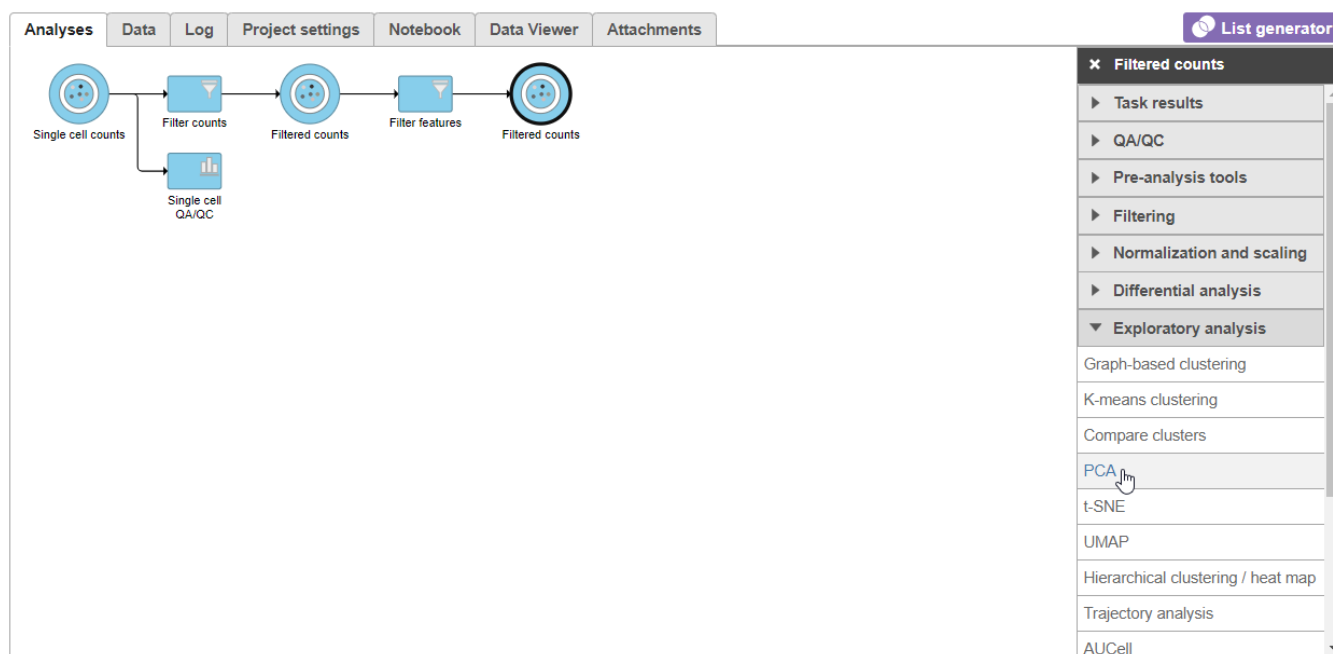 Analyses
Data
Log
Project settings
Notebook
Data Viewer
Attachments
List generator
Single cell counts
Filter counts
Filtered counts
Filter features
Filtered counts
Single cell
QA/QC
Filtered counts
Task results
QA/QC
Pre-analysis tools
Filtering
Normalization and scaling
Differential analysis
Exploratory analysis
Graph-based clustering
K-means clustering
Compare clusters
PCA
t-SNE
UMAP
Hierarchical clustering / heat map
Trajectory analysis
AUCell